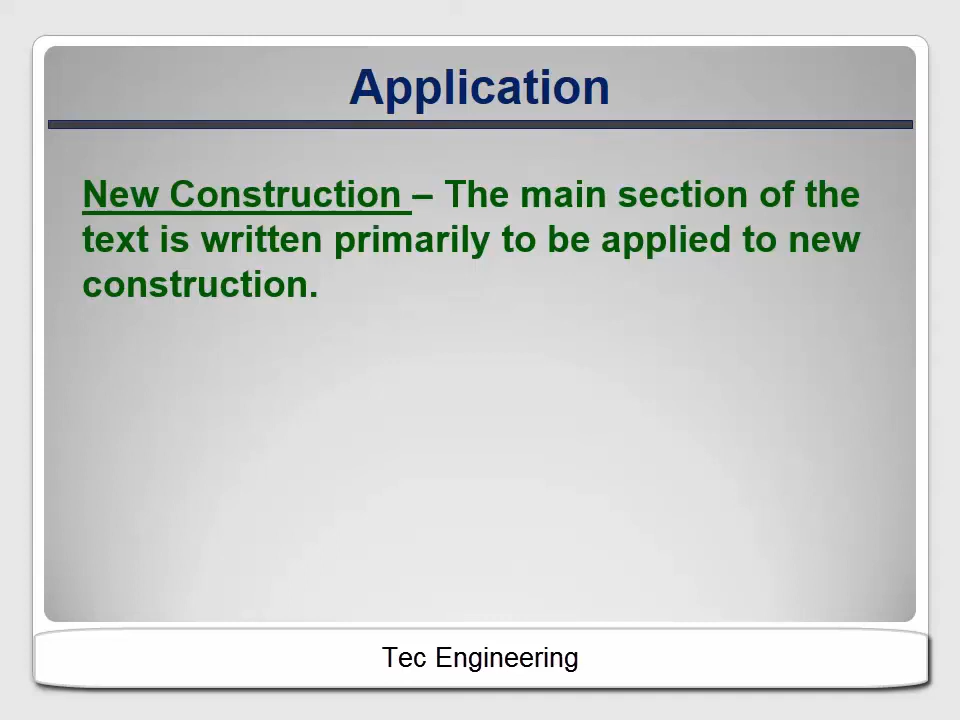 Application
New Construction – The main section of the
text is written primarily to be applied to new
construction.
Tec Engineering